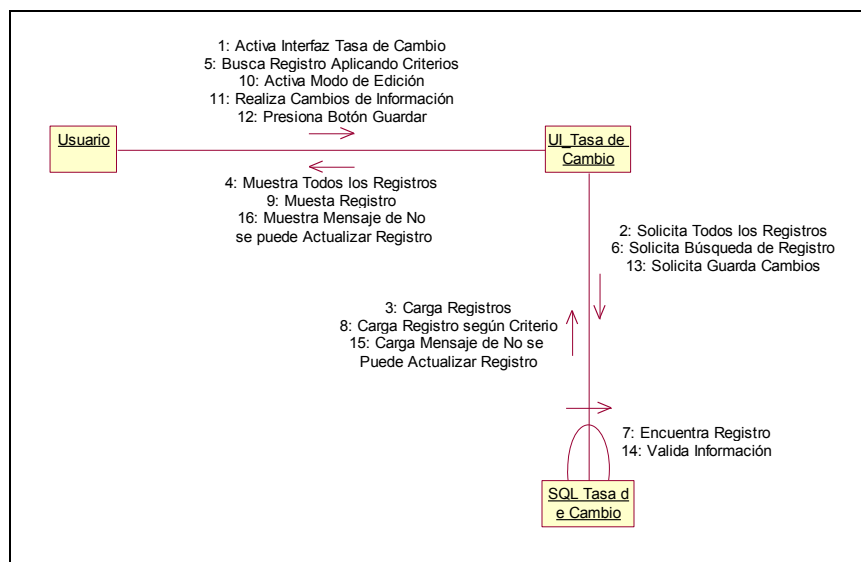 1: Activa Interfaz Tasa de Cambio
5: Busca Registro Aplicando Criterios
10: Activa Modo de Edición
11: Realiza Cambios de Información
12: Presiona Botón Guardar
Usuario
UI_Tasa de
Cambio
4: Muestra Todos los Registros
9: Muesta Registro
16: Muestra Mensaje de No
se puede Actualizar Registro
2: Solicita Todos los Registros
6: Solicita Búsqueda de Registro
13: Solicita Guarda Cambios
3: Carga Registros
8: Carga Registro según Criterio
15: Carga Mensaje de No se
Puede Actualizar Registro
7: Encuentra Registro
14: Valida Información
SQL Tasa d
e Cambio